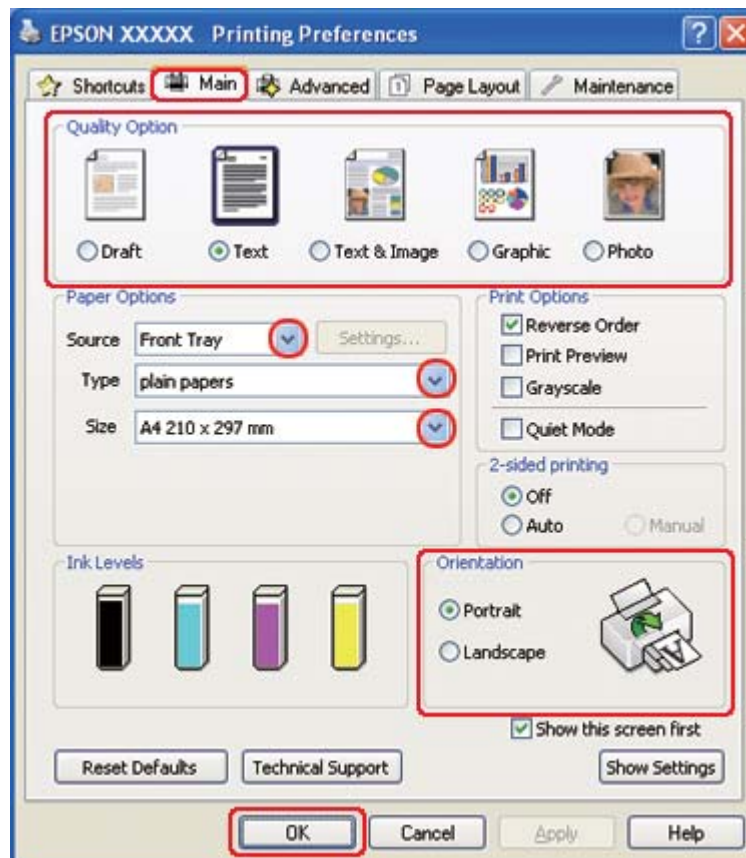 EPSON XXXXX Printing Preferences
Shortcuts Main Advanced 1 Page Layout Maintenance
Quality Option
Draft Text Text & Image Graphic Photo
Paper Options
Source Front Tray Settings...
Type plain papers
Size A4 210 x 297 mm
Print Options
Reverse Order
Print Preview
Grayscale
Quiet Mode
2-sided printing
Off
Auto Manual
Ink Levels
Orientation
Portrait
Landscape
A
Show this screen first
Reset Defaults Technical Support Show Settings
OK Cancel Apply Help